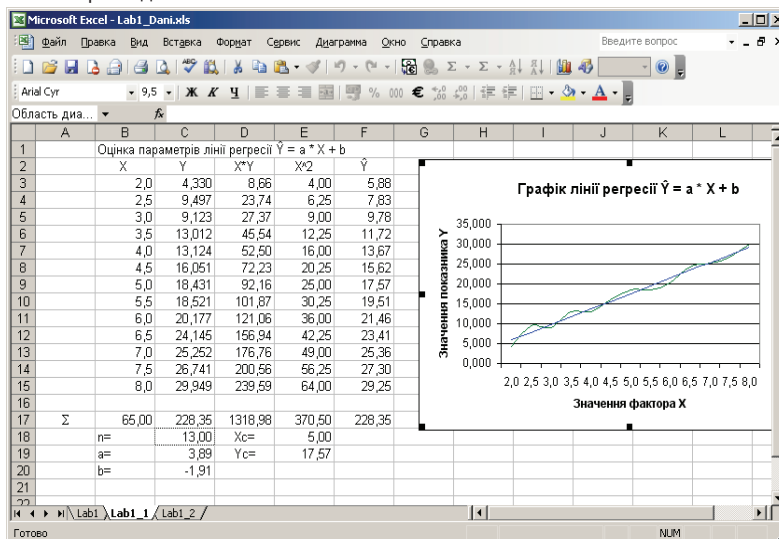 Microsoft Excel - Lab1_Dani.xls
Файл Правка Вид Вставка Формат Сервис Диаграмма Окно Справка Введите вопрос
Arial Cyr 9,5 Ж К Ч % 000 €
Область диа... fx
A B C D E F G H I J K L
1 Оцінка параметрів лінії регресії Ŷ = a * X + b
2 X Y X*Y X^2 Ŷ
3 2,0 4,330 8,66 4,00 5,88
4 2,5 9,497 23,74 6,25 7,83
5 3,0 9,123 27,37 9,00 9,78
6 3,5 13,012 45,54 12,25 11,72
7 4,0 13,124 52,50 16,00 13,67
8 4,5 16,051 72,23 20,25 15,62
9 5,0 18,431 92,16 25,00 17,57
10 5,5 18,521 101,87 30,25 19,51
11 6,0 20,177 121,06 36,00 21,46
12 6,5 24,145 156,94 42,25 23,41
13 7,0 25,252 176,76 49,00 25,36
14 7,5 26,741 200,56 56,25 27,30
15 8,0 29,949 239,59 64,00 29,25
16
17 Σ 65,00 228,35 1318,98 370,50 228,35
18 n= 13,00 Xc= 5,00
19 a= 3,89 Yc= 17,57
20 b= -1,91
21
22
Графік лінії регресії Ŷ = a * X + b
Значення показника Y
35,000
30,000
25,000
20,000
15,000
10,000
5,000
0,000
2,0 2,5 3,0 3,5 4,0 4,5 5,0 5,5 6,0 6,5 7,0 7,5 8,0
Значення фактора X
Lab1 Lab1_1 Lab1_2
Готово NUM